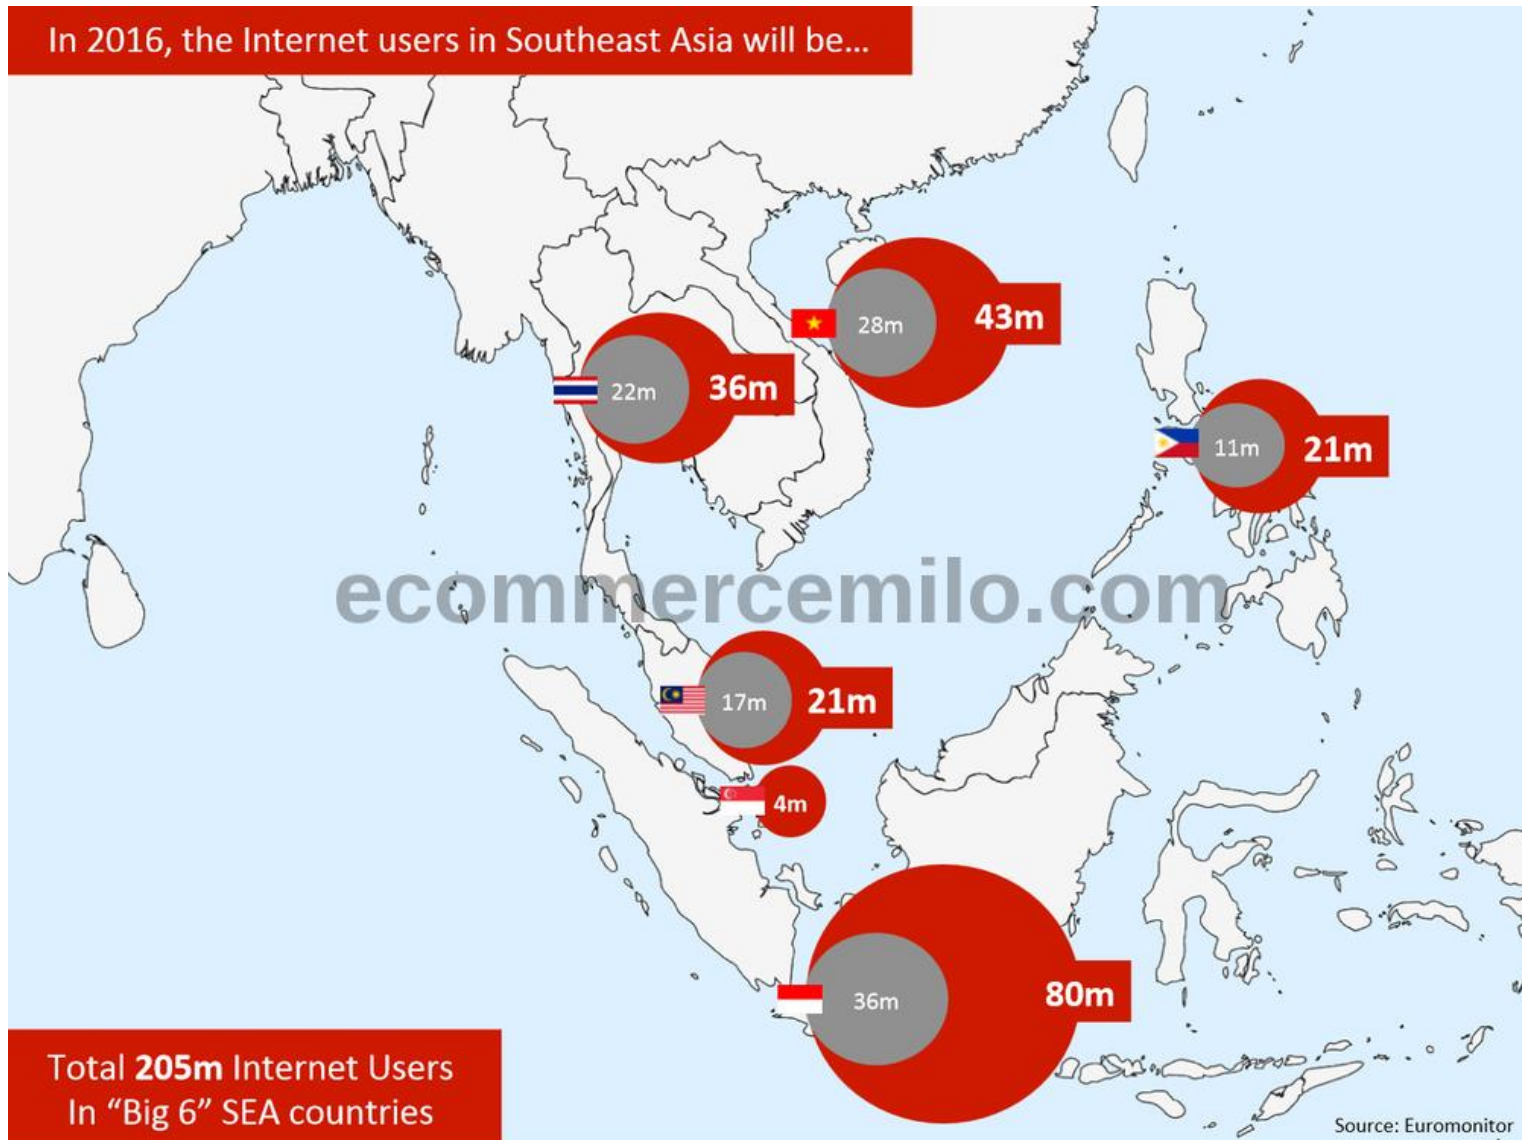 In 2016, the Internet users in Southeast Asia will be...
28m
43m
22m
36m
11m
21m
ecommercemilo.com
17m
21m
4m
36m
80m
Total 205m Internet Users
In “Big 6” SEA countries
Source: Euromonitor